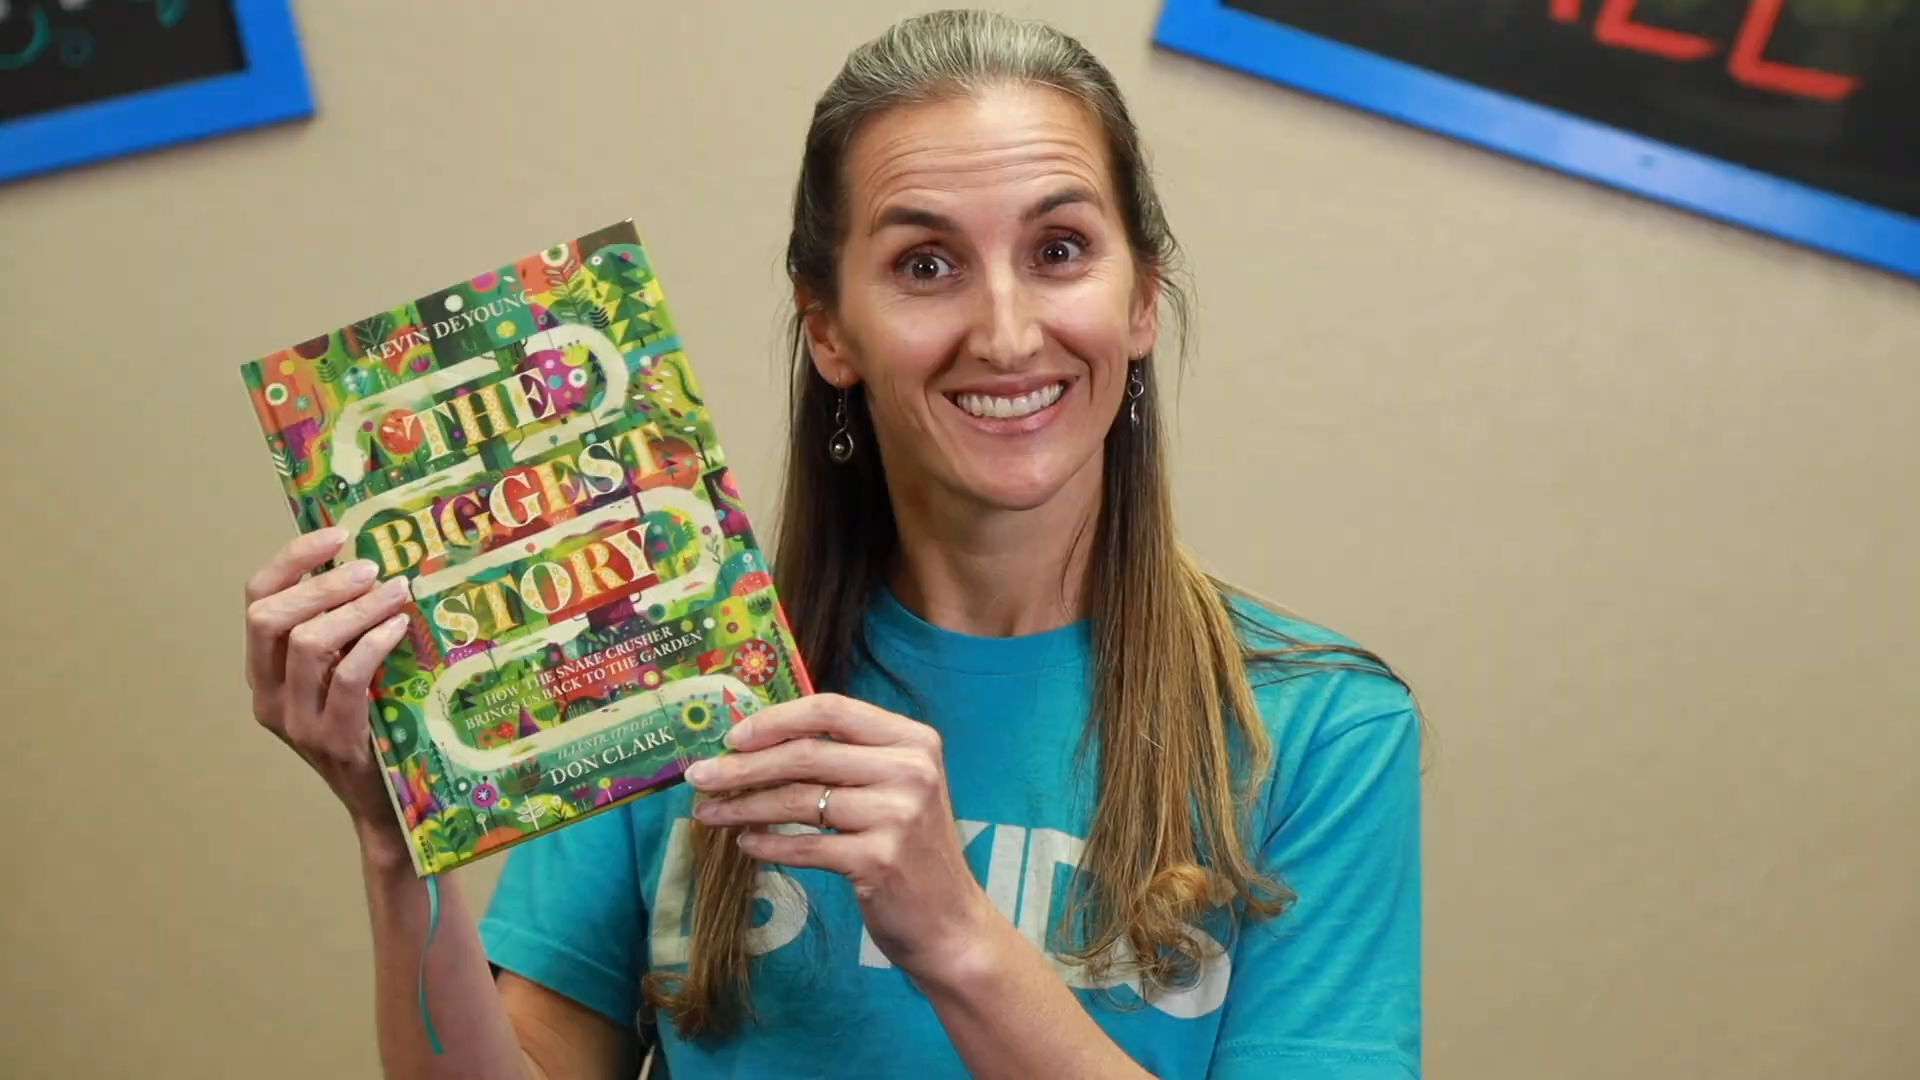 KEVIN DEYOUNG
THE
BIGGEST
STORY
HOW THE SNAKE CRUSHER
BRINGS US BACK TO THE GARDEN
ILLUSTRATED BY
DON CLARK
KIDS